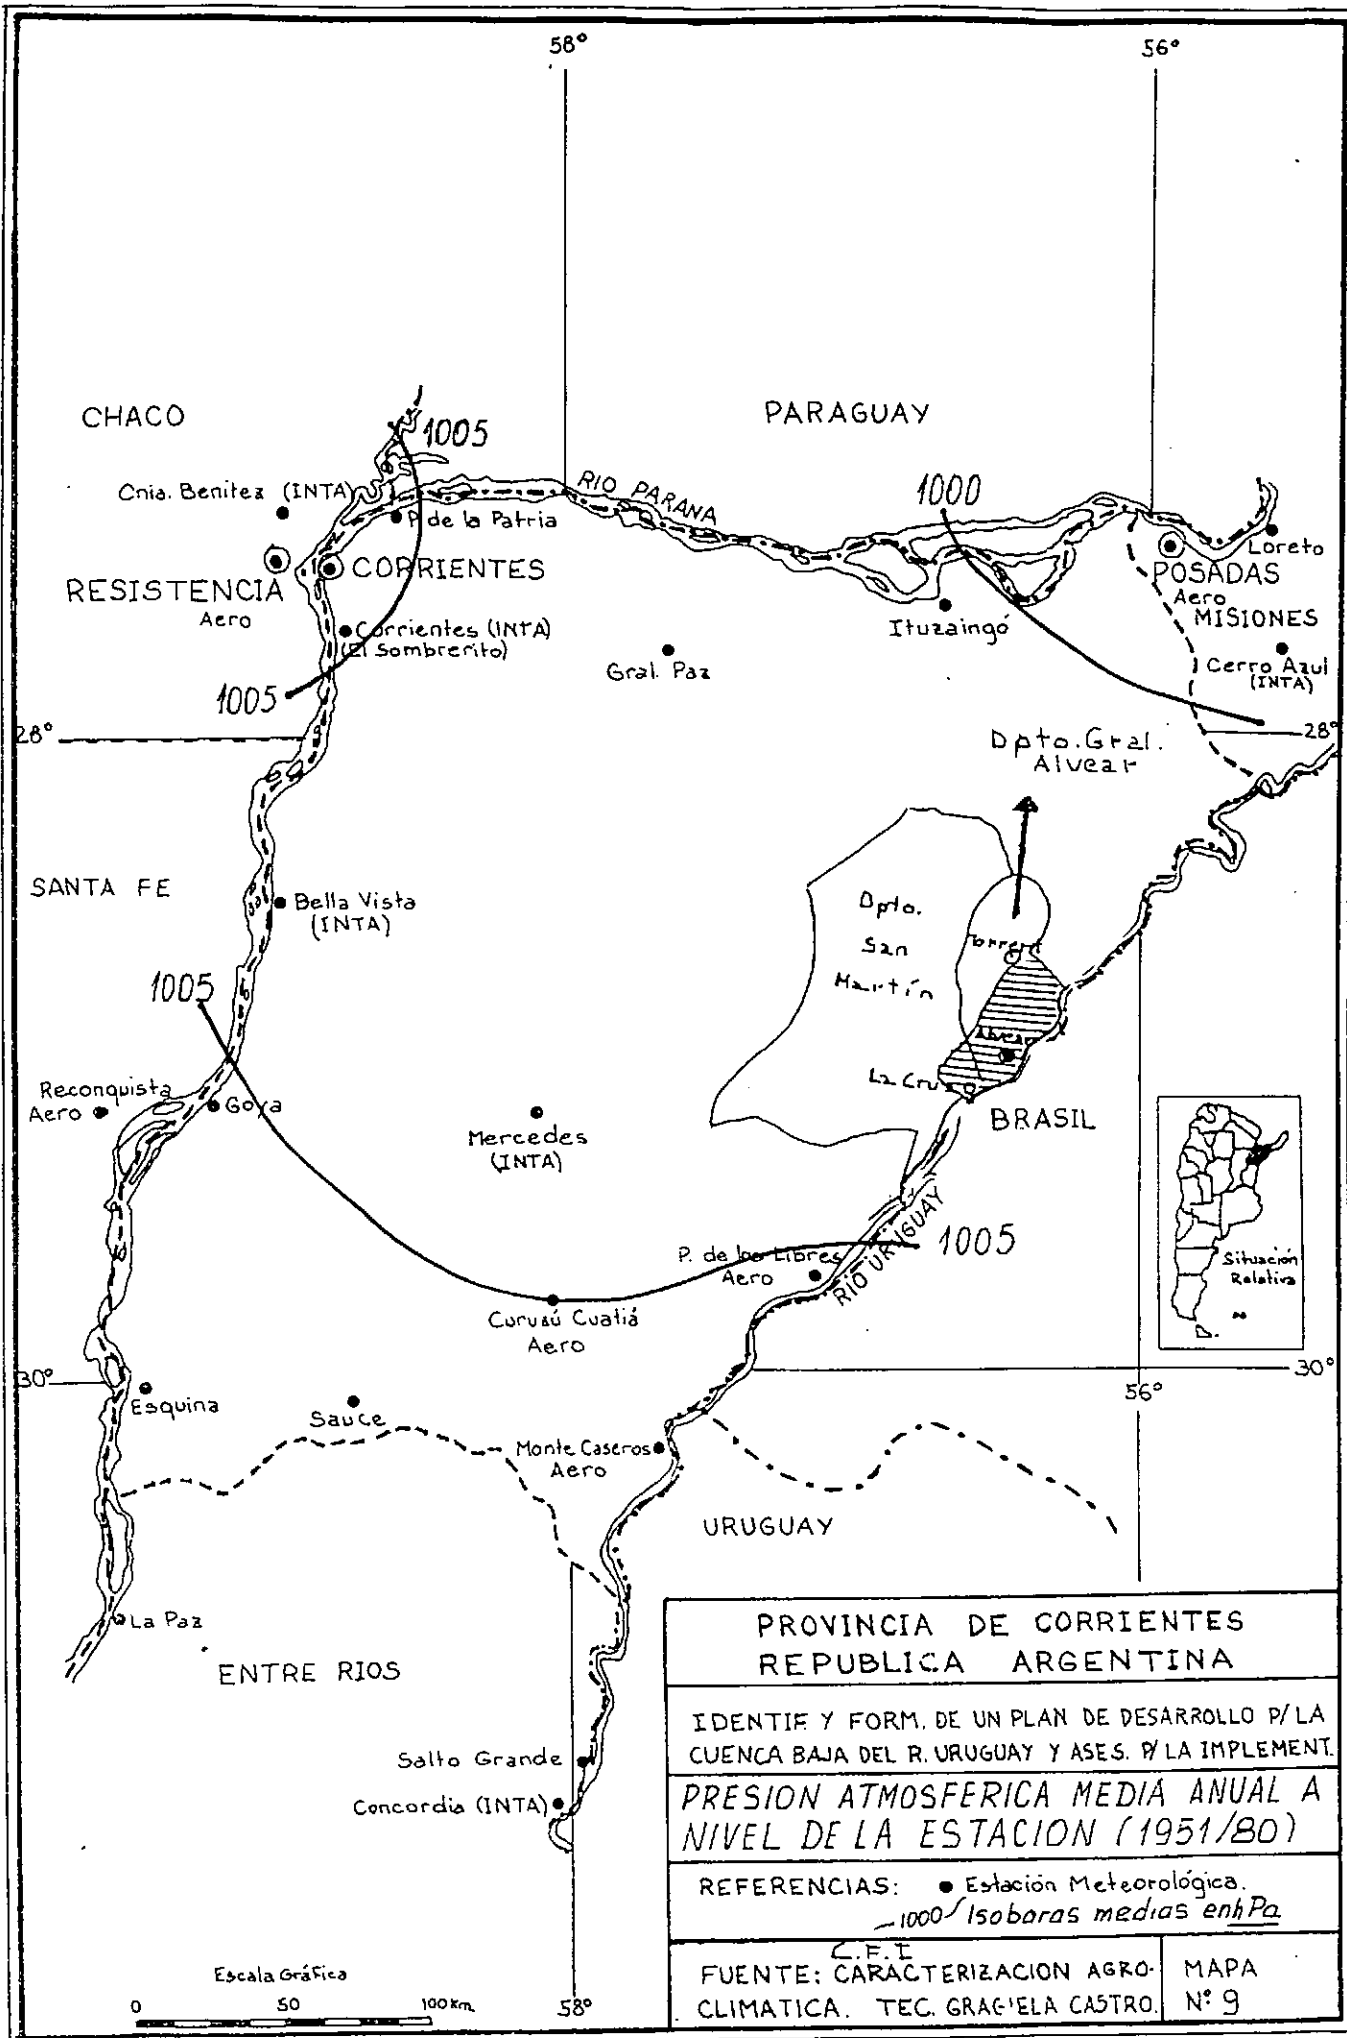 58°
56°
CHACO
PARAGUAY
1005
Cnia. Benitez (INTA)
P. de la Patria
RIO PARANA
1000
Loreto
RESISTENCIA
Aero
CORRIENTES
POSADAS
Aero
MISIONES
Corrientes (INTA)
(El Sombrerito)
Ituzaingó
Gral. Paz
Cerro Azul
(INTA)
1005
28°
28°
Dpto. Gral.
Alvear
SANTA FE
Bella Vista
(INTA)
Dpto.
San
Martín
Torrent
1005
Alvear
La Cruz
Reconquista
Aero
Goya
BRASIL
Mercedes
(INTA)
1005
P. de los Libres
Aero
RIO URUGUAY
Situación
Relativa
Curuzú Cuatiá
Aero
30°
30°
56°
Esquina
Sauce
Monte Caseros
Aero
URUGUAY
La Paz
ENTRE RIOS
Salto Grande
Concordia (INTA)
58°
Escala Gráfica
0 50 100 Km.
PROVINCIA DE CORRIENTES
REPUBLICA ARGENTINA
IDENTIF. Y FORM. DE UN PLAN DE DESARROLLO P/LA
CUENCA BAJA DEL R. URUGUAY Y ASES. P/LA IMPLEMENT.
PRESION ATMOSFERICA MEDIA ANUAL A
NIVEL DE LA ESTACION (1951/80)
REFERENCIAS: Estación Meteorológica.
1000 Isobaras medias en hPa
C.F.I
FUENTE: CARACTERIZACION AGRO-
CLIMATICA. TEC. GRACIELA CASTRO.
MAPA
N° 9